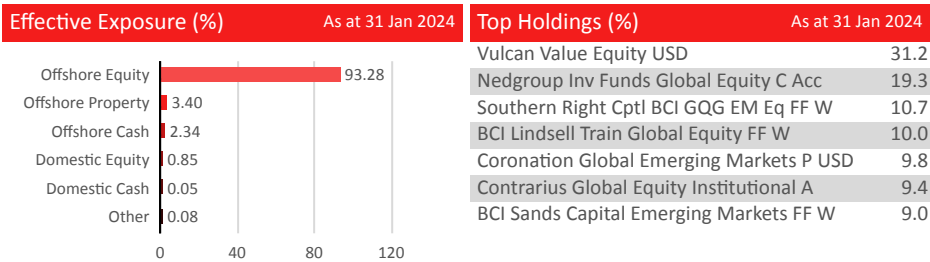 Effective Exposure (%) As at 31 Jan 2024
Offshore Equity 93.28
Offshore Property 3.40
Offshore Cash 2.34
Domestic Equity 0.85
Domestic Cash 0.05
Other 0.08
0 40 80 120
Top Holdings (%) As at 31 Jan 2024
Vulcan Value Equity USD 31.2
Nedgroup Inv Funds Global Equity C Acc 19.3
Southern Right Cptl BCI GQG EM Eq FF W 10.7
BCI Lindsell Train Global Equity FF W 10.0
Coronation Global Emerging Markets P USD 9.8
Contrarius Global Equity Institutional A 9.4
BCI Sands Capital Emerging Markets FF W 9.0